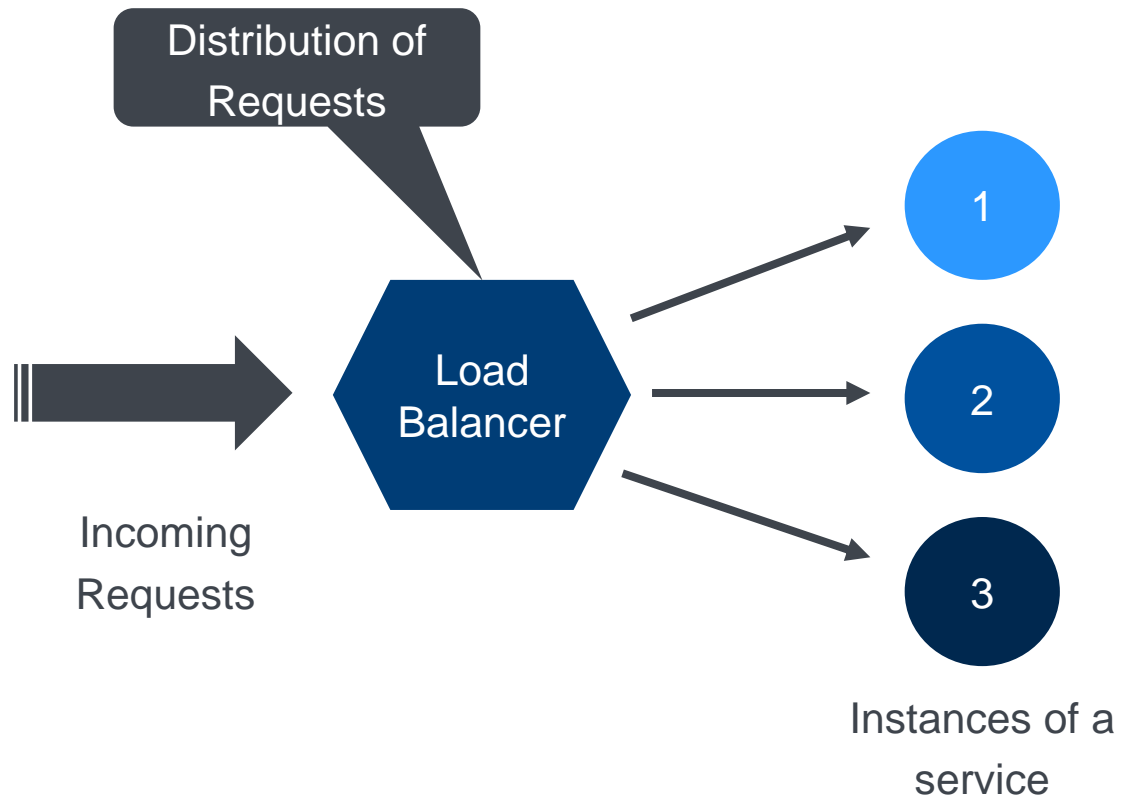 Distribution of
Requests
1
Load
Balancer
2
Incoming
Requests
3
Instances of a
service